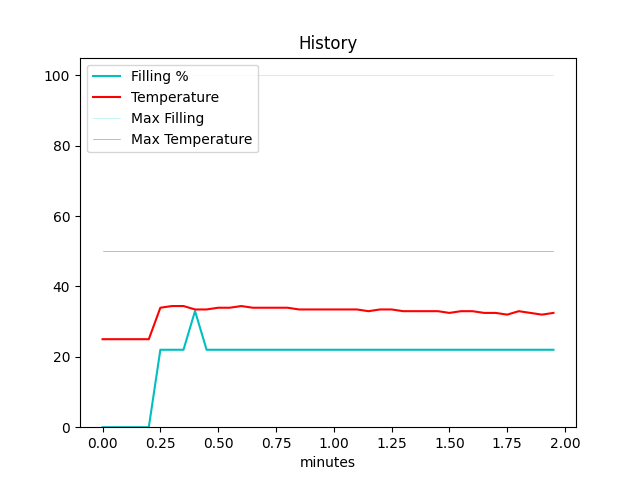 History
Filling %
Temperature
Max Filling
Max Temperature
100
80
60
40
20
0
0.00 0.25 0.50 0.75 1.00 1.25 1.50 1.75 2.00
minutes